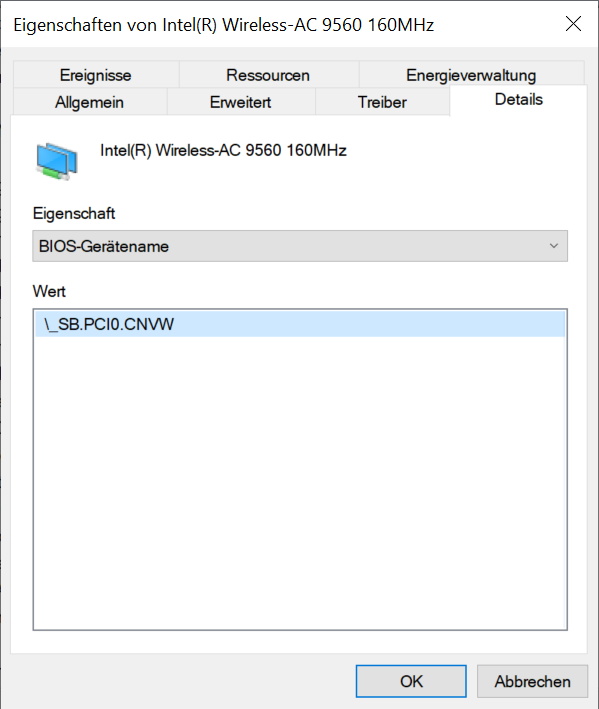 Eigenschaften von Intel(R) Wireless-AC 9560 160MHz
Ereignisse Ressourcen Energieverwaltung
Allgemein Erweitert Treiber Details
Intel(R) Wireless-AC 9560 160MHz
Eigenschaft
BIOS-Gerätename
Wert
\_SB.PCI0.CNVW
OK Abbrechen